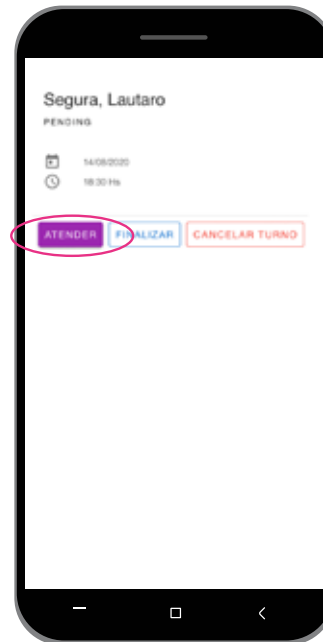 Segura, Lautaro
PENDING
14/08/2020
18:30 Hs
ATENDER FINALIZAR CANCELAR TURNO